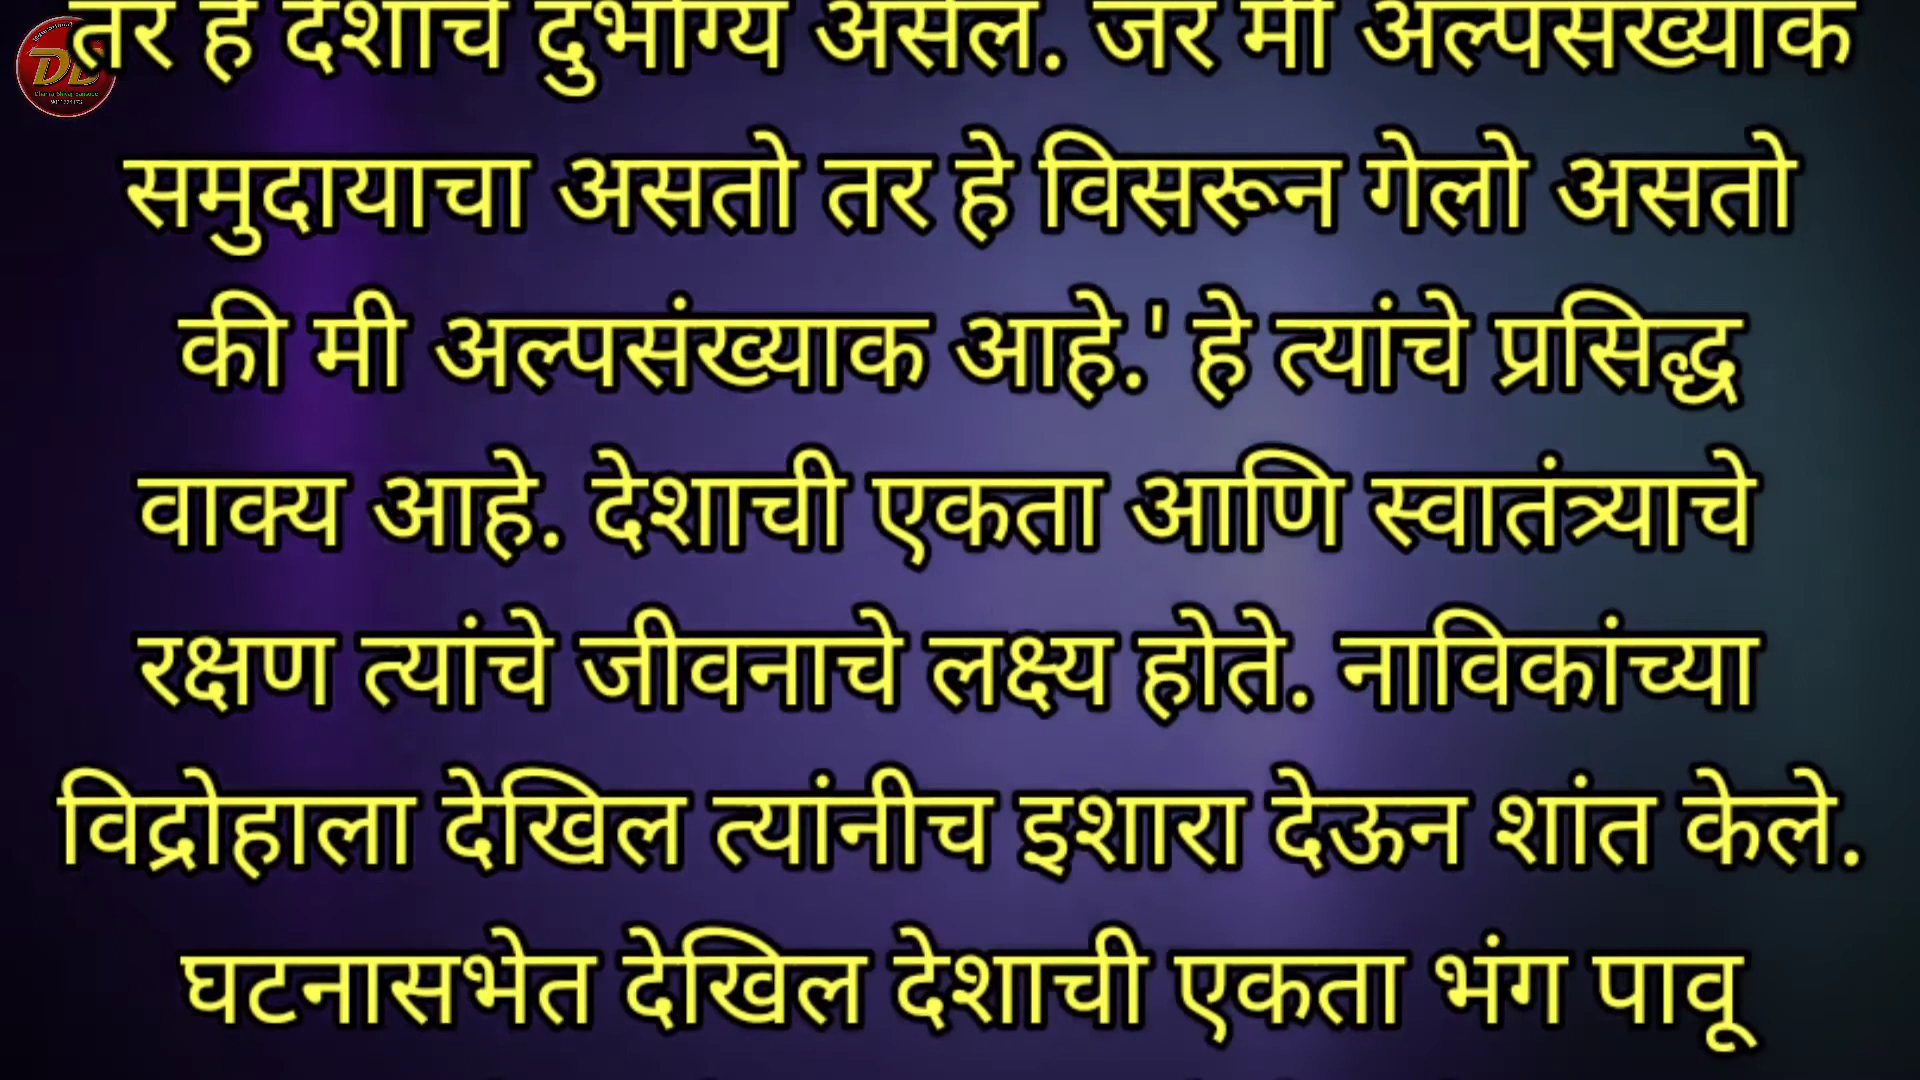 तर हे देशाचे दुर्भाग्य असेल. जर मी अल्पसंख्याक
समुदायाचा असतो तर हे विसरून गेलो असतो
की मी अल्पसंख्याक आहे.' हे त्यांचे प्रसिद्ध
वाक्य आहे. देशाची एकता आणि स्वातंत्र्याचे
रक्षण त्यांचे जीवनाचे लक्ष्य होते. नाविकांच्या
विद्रोहाला देखिल त्यांनीच इशारा देऊन शांत केले.
घटनासभेत देखिल देशाची एकता भंग पावू